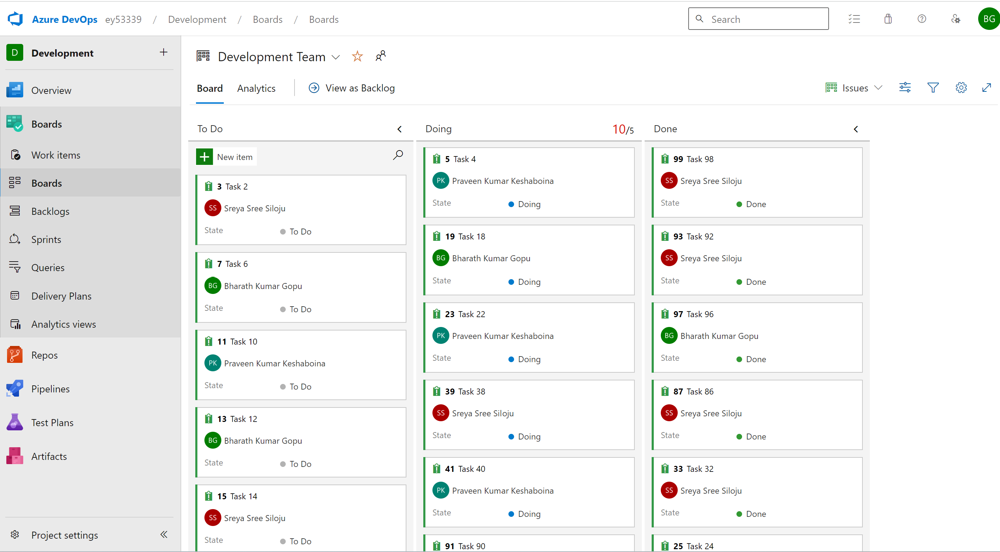 Azure DevOps ey53339 / Development / Boards / Boards
Search
BG
D Development
Overview
Boards
Work items
Boards
Backlogs
Sprints
Queries
Delivery Plans
Analytics views
Repos
Pipelines
Test Plans
Artifacts
Project settings
Development Team
Board Analytics View as Backlog
Issues
To Do
New item
3 Task 2
SS Sreya Sree Siloju
State To Do
7 Task 6
BG Bharath Kumar Gopu
State To Do
11 Task 10
PK Praveen Kumar Keshaboina
State To Do
13 Task 12
BG Bharath Kumar Gopu
State To Do
15 Task 14
SS Sreya Sree Siloju
State To Do
Doing 10/5
5 Task 4
PK Praveen Kumar Keshaboina
State Doing
19 Task 18
BG Bharath Kumar Gopu
State Doing
23 Task 22
PK Praveen Kumar Keshaboina
State Doing
39 Task 38
SS Sreya Sree Siloju
State Doing
41 Task 40
PK Praveen Kumar Keshaboina
State Doing
91 Task 90
Done
99 Task 98
SS Sreya Sree Siloju
State Done
93 Task 92
SS Sreya Sree Siloju
State Done
97 Task 96
BG Bharath Kumar Gopu
State Done
87 Task 86
SS Sreya Sree Siloju
State Done
33 Task 32
SS Sreya Sree Siloju
State Done
25 Task 24